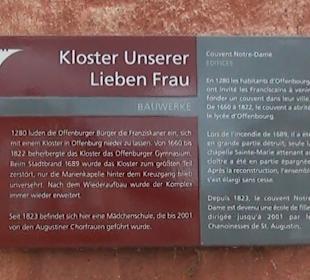 Kloster Unserer
Lieben Frau
BAUWERKE
1280 luden die Offenburger Bürger die Franziskaner ein, sich
mit einem Kloster in Offenburg nieder zu lassen. Von 1660 bis
1822 beherbergte das Kloster das Offenburger Gymnasium.
Beim Stadtbrand 1689 wurde das Kloster zum größten Teil
zerstört, nur die Marienkapelle hinter dem Kreuzgang blieb
unversehrt. Nach dem Wiederaufbau wurde der Komplex
immer wieder erweitert.
Seit 1823 befindet sich hier eine Mädchenschule, die bis 2001
von den Augustiner Chorfrauen geführt wurde.
Couvent Notre-Dame
EDIFICES
En 1280 les habitants d'Offenbourg
ont invité les Franciscains à venir
fonder un couvent dans leur ville.
De 1660 à 1822, le couvent a abrité
le lycée d'Offenbourg.
Lors de l'incendie de 1689, il a été
en grande partie détruit, seule la
chapelle Sainte-Marie attenant au
cloître a été en partie épargnée.
Après la reconstruction, l'ensemble
s'est élargi sans cesse.
Depuis 1823, le couvent Notre-
Dame est devenu une école de filles
dirigée jusqu'à 2001 par les
Chanoinesses de St. Augustin.